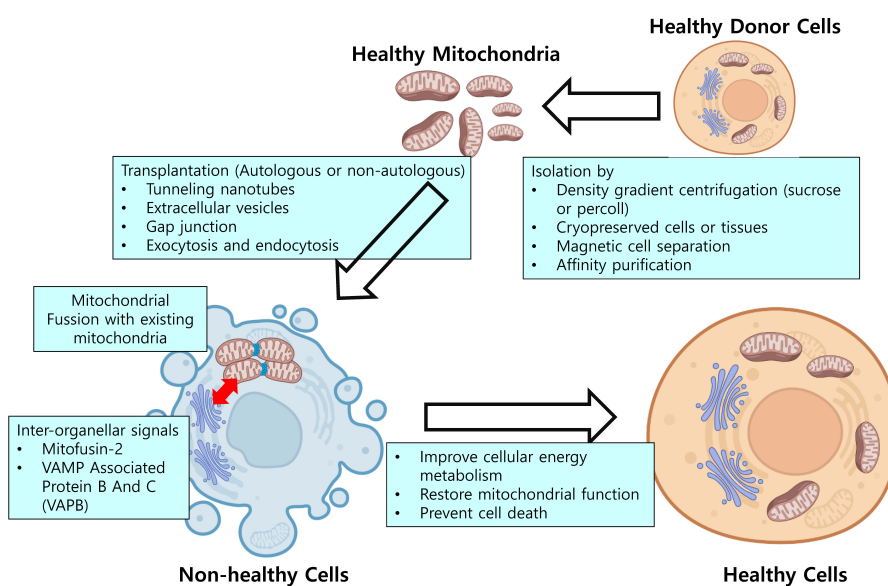 Healthy Donor Cells
Healthy Mitochondria
Transplantation (Autologous or non-autologous)
• Tunneling nanotubes
• Extracellular vesicles
• Gap junction
• Exocytosis and endocytosis
Isolation by
• Density gradient centrifugation (sucrose
or percoll)
• Cryopreserved cells or tissues
• Magnetic cell separation
• Affinity purification
Mitochondrial
Fussion with existing
mitochondria
Inter-organellar signals
• Mitofusin-2
• VAMP Associated
Protein B And C
(VAPB)
• Improve cellular energy
metabolism
• Restore mitochondrial function
• Prevent cell death
Non-healthy Cells
Healthy Cells